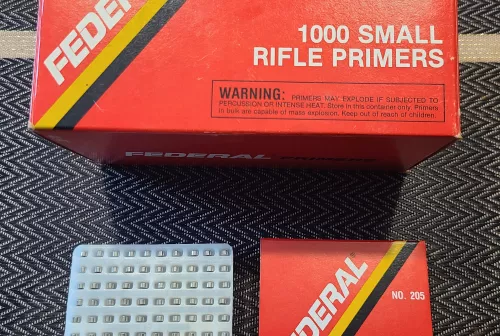 FEDERAL
1000 SMALL
RIFLE PRIMERS
WARNING: PRIMERS MAY EXPLODE IF SUBJECTED TO
PERCUSSION OR INTENSE HEAT. Store in this container only. Primers
in bulk are capable of mass explosion. Keep out of reach of children.
FEDERAL PRIMERS
FEDERAL
NO. 205